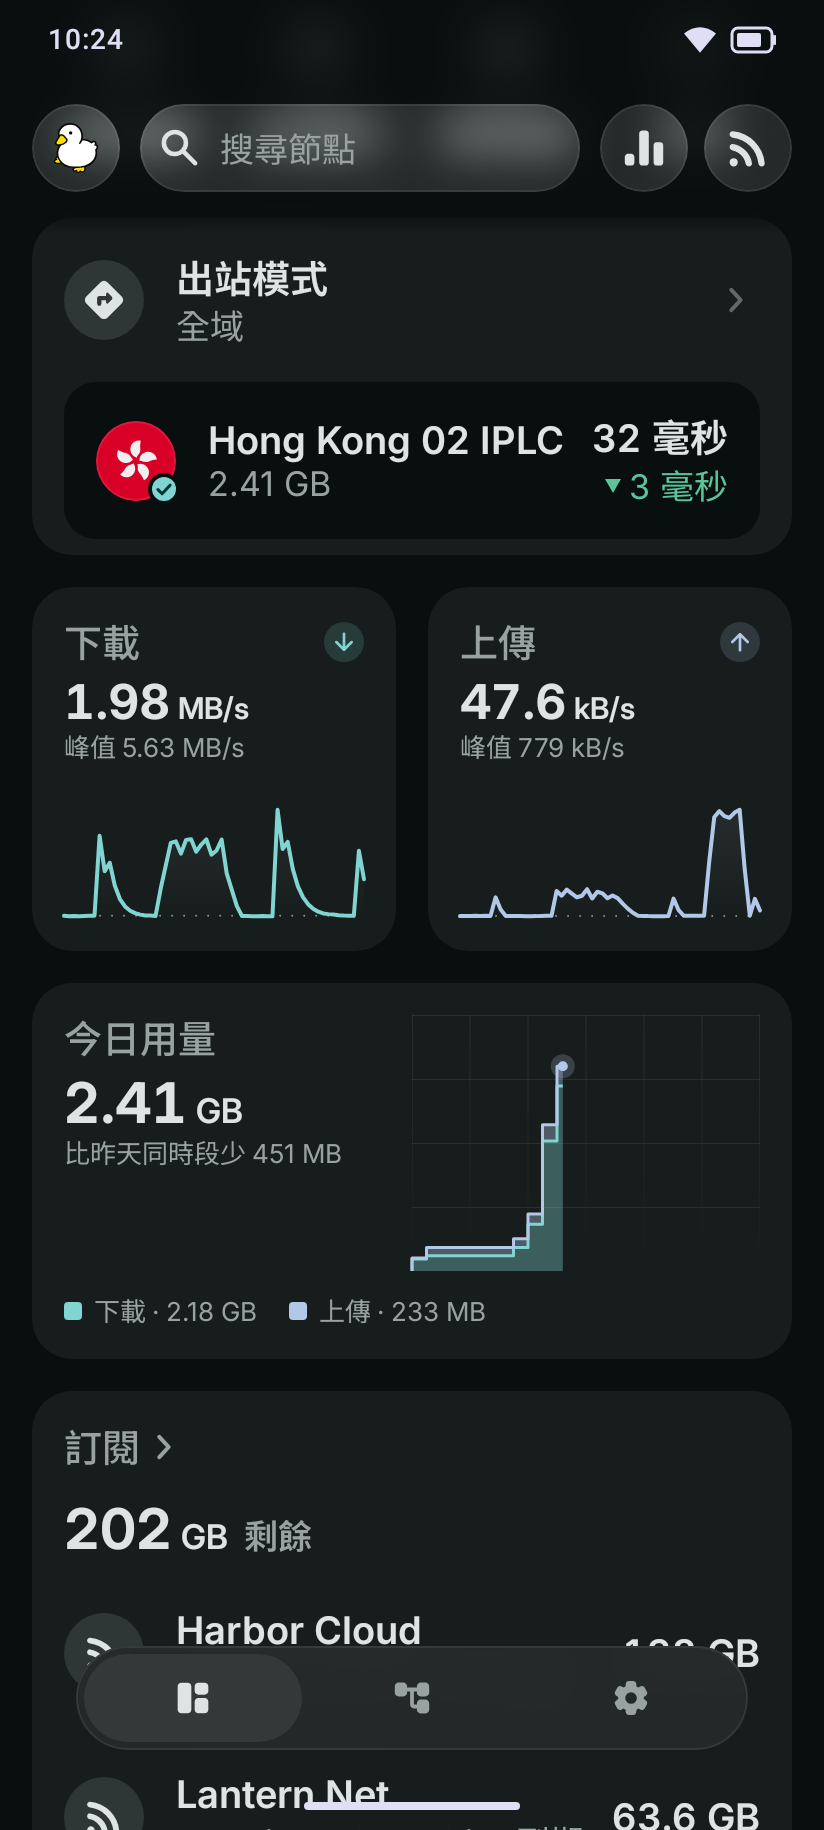 10:24
搜尋節點
出站模式
全域
Hong Kong 02 IPLC
32 毫秒
2.41 GB
3 毫秒
下載
1.98 MB/s
峰值 5.63 MB/s
上傳
47.6 kB/s
峰值 779 kB/s
今日用量
2.41 GB
比昨天同時段少 451 MB
下載 · 2.18 GB
上傳 · 233 MB
訂閱
202 GB 剩餘
Harbor Cloud
GB
Lantern Net
63.6 GB